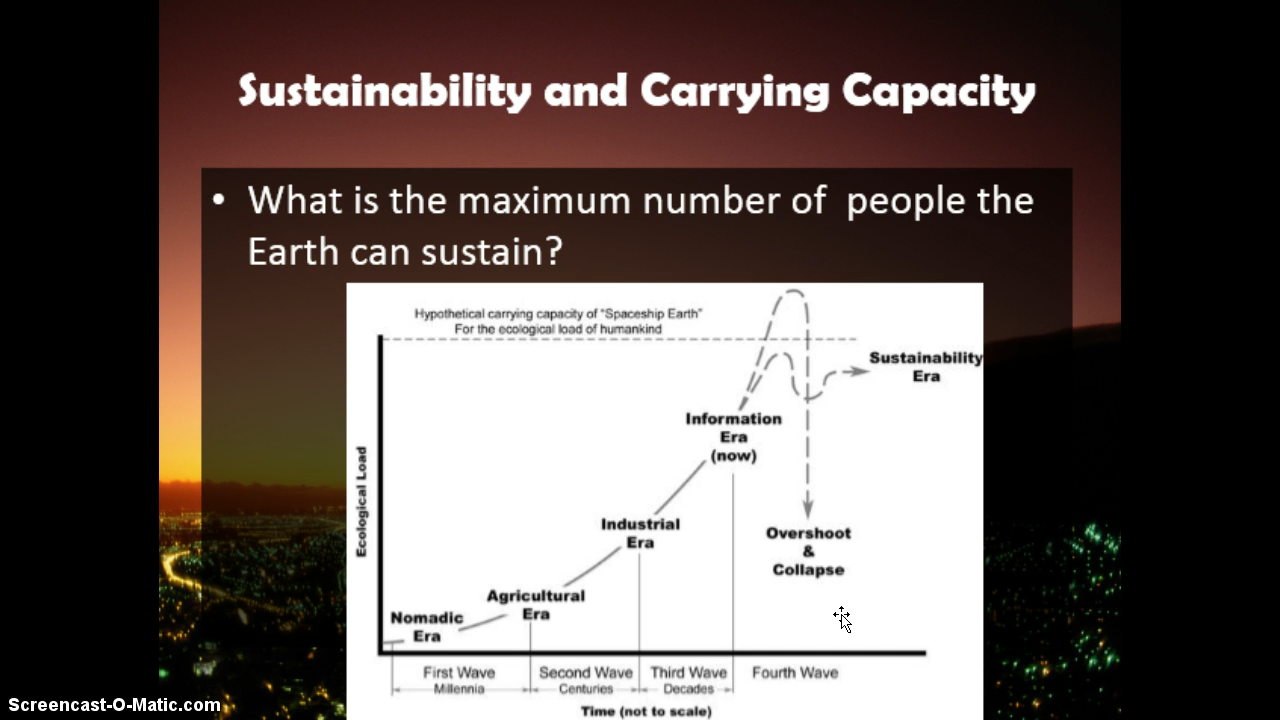 Sustainability and Carrying Capacity
• What is the maximum number of people the
Earth can sustain?
Hypothetical carrying capacity of "Spaceship Earth"
For the ecological load of humankind
Sustainability
Era
Information
Era
(now)
Ecological Load
Industrial
Era
Overshoot
&
Collapse
Agricultural
Era
Nomadic
Era
First Wave Second Wave Third Wave Fourth Wave
Millennia Centuries Decades
Time (not to scale)
Screencast-O-Matic.com